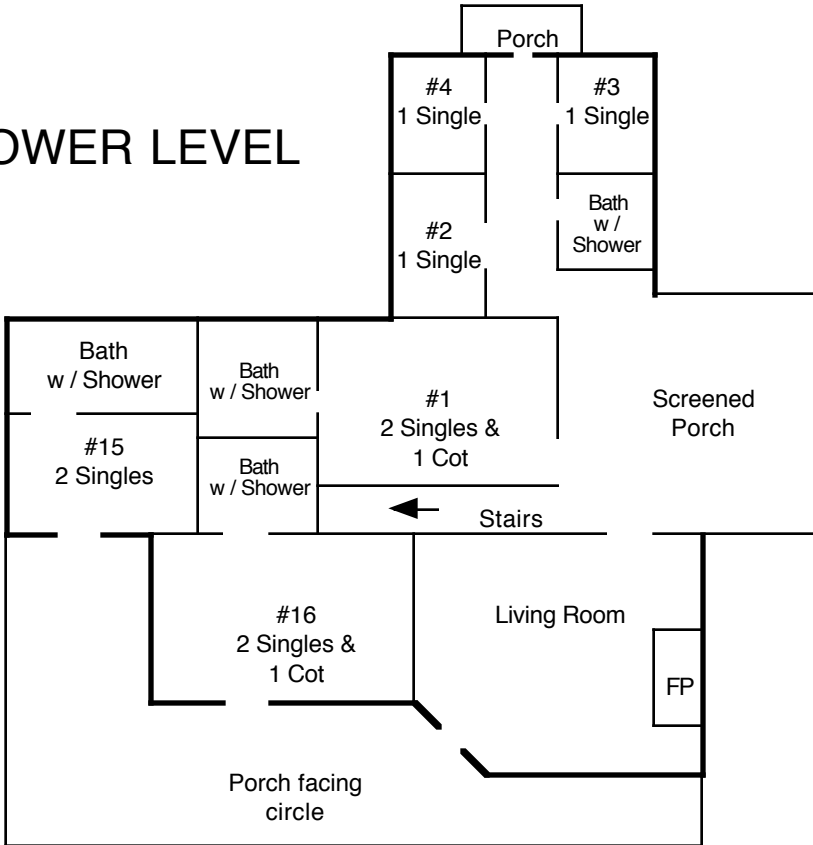 Porch
#4
1 Single
#3
1 Single
OWER LEVEL
Bath
w /
Shower
#2
1 Single
Bath
w / Shower
Bath
w / Shower
#1
2 Singles &
1 Cot
Screened
Porch
#15
2 Singles
Bath
w / Shower
Stairs
#16
2 Singles &
1 Cot
Living Room
FP
Porch facing
circle